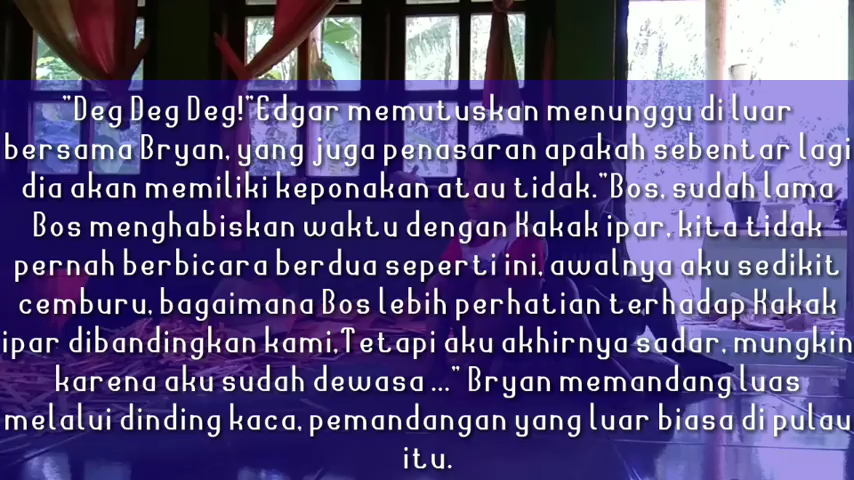 "Deg Deg Deg!"Edgar memutuskan menunggu di luar
bersama Bryan, yang juga penasaran apakah sebentar lagi
dia akan memiliki keponakan atau tidak."Bos, sudah lama
Bos menghabiskan waktu dengan Kakak ipar, kita tidak
pernah berbicara berdua seperti ini, awalnya aku sedikit
cemburu, bagaimana Bos lebih perhatian terhadap Kakak
ipar dibandingkan kami,Tetapi aku akhirnya sadar, mungkin
karena aku sudah dewasa ..." Bryan memandang luas
melalui dinding kaca, pemandangan yang luar biasa di pulau
itu.